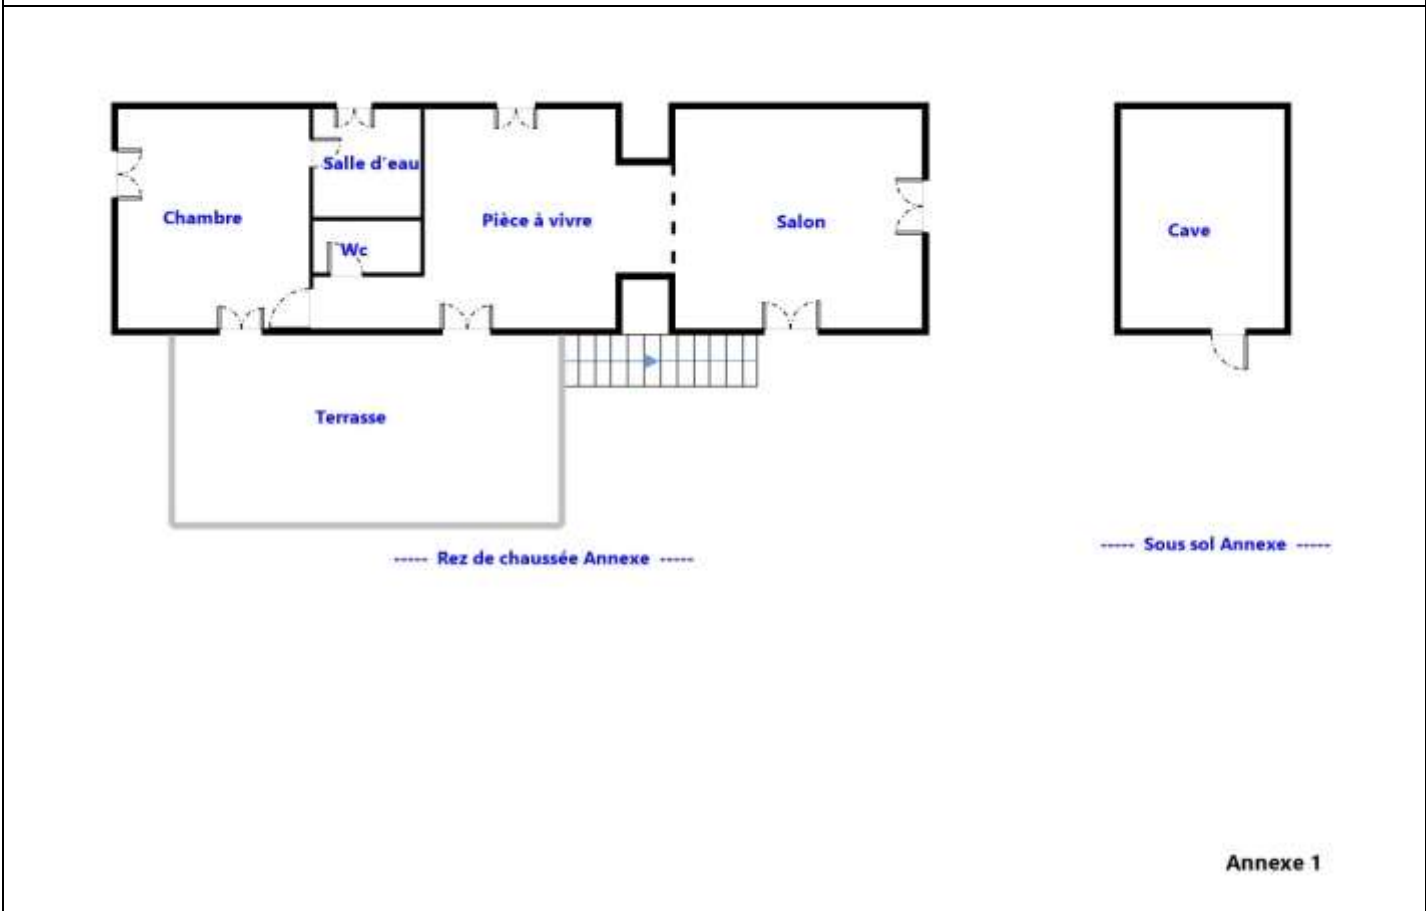 Salle d'eau
Chambre
Pièce à vivre
Salon
Cave
Wc
Terrasse
----- Rez de chaussée Annexe -----
----- Sous sol Annexe -----
Annexe 1